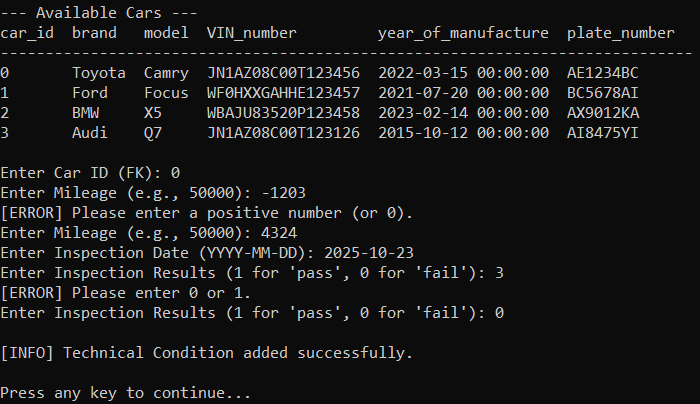 --- Available Cars ---
car_id  brand   model  VIN_number         year_of_manufacture  plate_number
-----------------------------------------------------------------------------
0       Toyota  Camry  JN1AZ08C00T123456  2022-03-15 00:00:00  AE1234BC
1       Ford    Focus  WF0HXXGAHHE123457  2021-07-20 00:00:00  BC5678AI
2       BMW     X5     WBAJU83520P123458  2023-02-14 00:00:00  AX9012KA
3       Audi    Q7     JN1AZ08C00T123126  2015-10-12 00:00:00  AI8475YI
Enter Car ID (FK): 0
Enter Mileage (e.g., 50000): -1203
[ERROR] Please enter a positive number (or 0).
Enter Mileage (e.g., 50000): 4324
Enter Inspection Date (YYYY-MM-DD): 2025-10-23
Enter Inspection Results (1 for 'pass', 0 for 'fail'): 3
[ERROR] Please enter 0 or 1.
Enter Inspection Results (1 for 'pass', 0 for 'fail'): 0
[INFO] Technical Condition added successfully.
Press any key to continue...